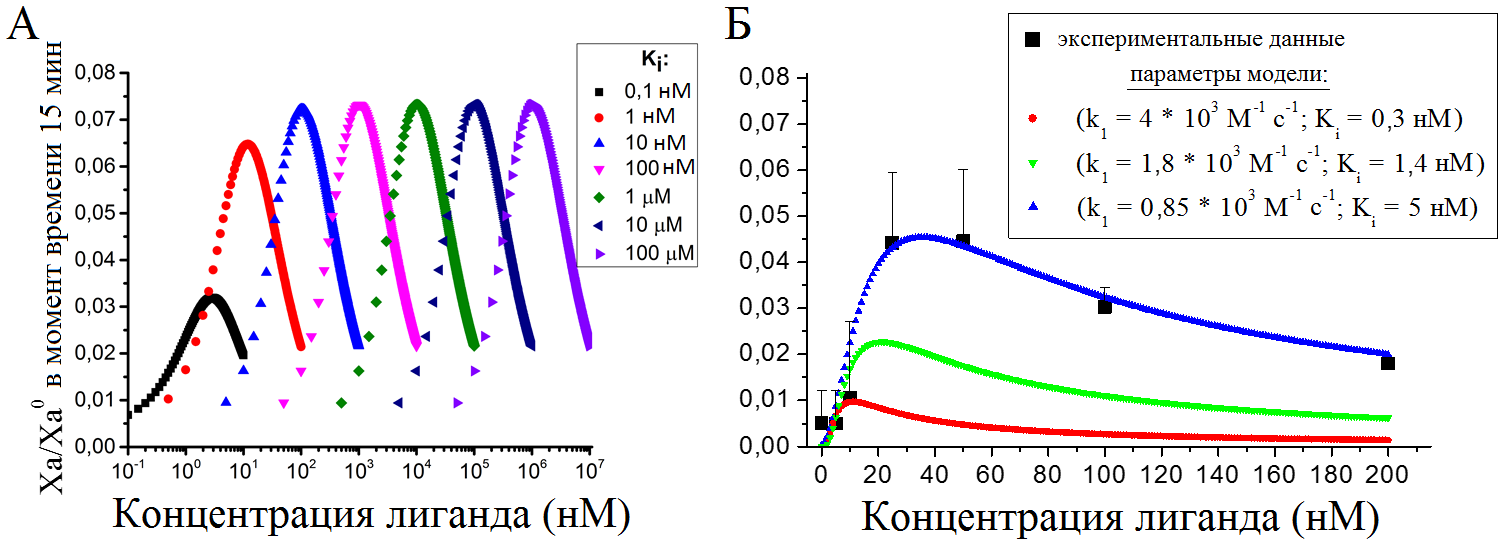 А
Ха/Ха⁰ в момент времени 15 мин
0,08
0,07
0,06
0,05
0,04
0,03
0,02
0,01
0,00
10⁻¹ 10⁰ 10¹ 10² 10³ 10⁴ 10⁵ 10⁶ 10⁷
Концентрация лиганда (нМ)
Kᵢ:
0,1 нМ
1 нМ
10 нМ
100 нМ
1 μМ
10 μМ
100 μМ
Б
экспериментальные данные
параметры модели:
(k₁ = 4 * 10³ М⁻¹ с⁻¹; Kᵢ = 0,3 нМ)
(k₁ = 1,8 * 10³ М⁻¹ с⁻¹; Kᵢ = 1,4 нМ)
(k₁ = 0,85 * 10³ М⁻¹ с⁻¹; Kᵢ = 5 нМ)
0,08
0,07
0,06
0,05
0,04
0,03
0,02
0,01
0,00
0 20 40 60 80 100 120 140 160 180 200
Концентрация лиганда (нМ)